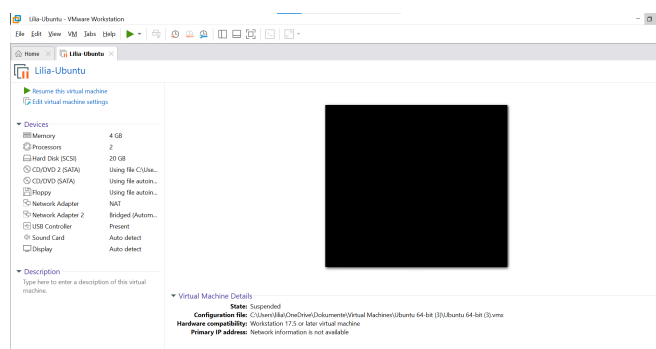 Lilia-Ubuntu - VMware Workstation
File Edit View VM Tabs Help
Home Lilia-Ubuntu
Lilia-Ubuntu
Resume this virtual machine
Edit virtual machine settings
Devices
Memory 4 GB
Processors 2
Hard Disk (SCSI) 20 GB
CD/DVD 2 (SATA) Using file C:\Use...
CD/DVD (SATA) Using file autoin...
Floppy Using file autoin...
Network Adapter NAT
Network Adapter 2 Bridged (Autom...
USB Controller Present
Sound Card Auto detect
Display Auto detect
Description
Type here to enter a description of this virtual
machine.
Virtual Machine Details
State: Suspended
Configuration file: C:\Users\lilia\OneDrive\Dokumente\Virtual Machines\Ubuntu 64-bit (3)\Ubuntu 64-bit (3).vmx
Hardware compatibility: Workstation 17.5 or later virtual machine
Primary IP address: Network information is not available